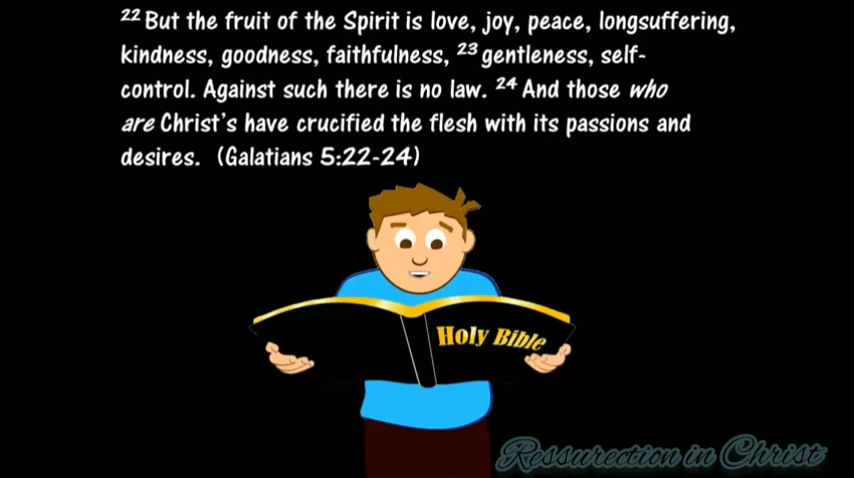 22 But the fruit of the Spirit is love, joy, peace, longsuffering,
kindness, goodness, faithfulness, 23 gentleness, self-
control. Against such there is no law. 24 And those who
are Christ's have crucified the flesh with its passions and
desires. (Galatians 5:22-24)
Holy Bible
Ressurection in Christ